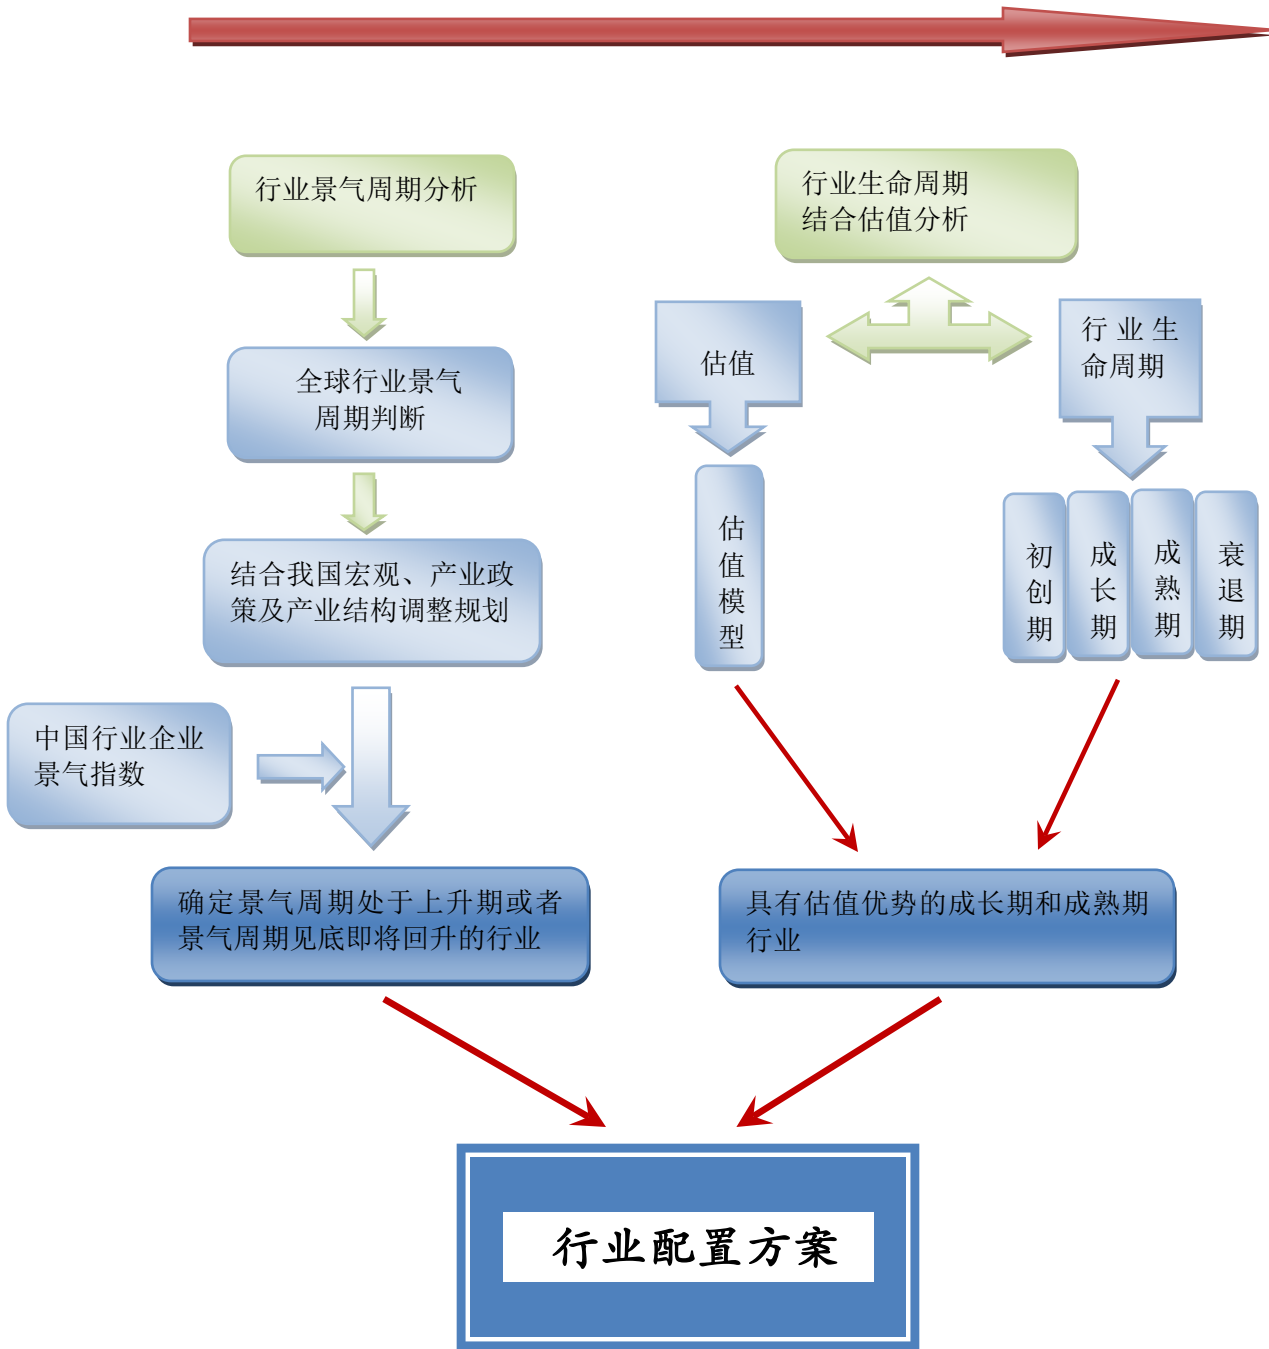 行业景气周期分析
行业生命周期
结合估值分析
全球行业景气
周期判断
估值
行业生
命周期
结合我国宏观、产业政
策及产业结构调整规划
估值模型
初创期
成长期
成熟期
衰退期
中国行业企业
景气指数
确定景气周期处于上升期或者
景气周期见底即将回升的行业
具有估值优势的成长期和成熟期
行业
行业配置方案